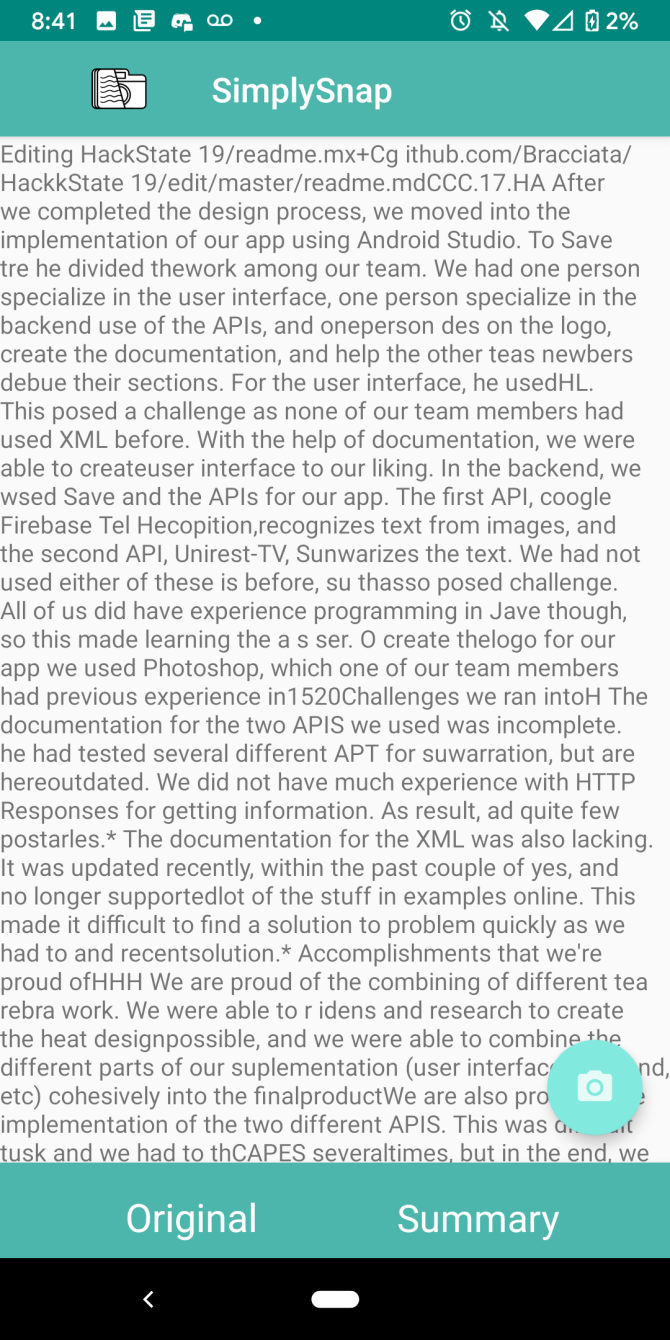 8:41
2%
SimplySnap
Editing HackState 19/readme.mx+Cg ithub.com/Bracciata/
HackkState 19/edit/master/readme.mdCCC.17.HA After
we completed the design process, we moved into the
implementation of our app using Android Studio. To Save
tre he divided thework among our team. We had one person
specialize in the user interface, one person specialize in the
backend use of the APIs, and oneperson des on the logo,
create the documentation, and help the other teas newbers
debue their sections. For the user interface, he usedHL.
This posed a challenge as none of our team members had
used XML before. With the help of documentation, we were
able to createuser interface to our liking. In the backend, we
wsed Save and the APIs for our app. The first API, coogle
Firebase Tel Hecopition,recognizes text from images, and
the second API, Unirest-TV, Sunwarizes the text. We had not
used either of these is before, su thasso posed challenge.
All of us did have experience programming in Jave though,
so this made learning the a s ser. O create thelogo for our
app we used Photoshop, which one of our team members
had previous experience in1520Challenges we ran intoH The
documentation for the two APIS we used was incomplete.
he had tested several different APT for suwarration, but are
hereoutdated. We did not have much experience with HTTP
Responses for getting information. As result, ad quite few
postarles.* The documentation for the XML was also lacking.
It was updated recently, within the past couple of yes, and
no longer supportedlot of the stuff in examples online. This
made it difficult to find a solution to problem quickly as we
had to and recentsolution.* Accomplishments that we're
proud ofHHH We are proud of the combining of different tea
rebra work. We were able to r idens and research to create
the heat designpossible, and we were able to combine the
different parts of our suplementation (user interfac nd,
etc) cohesively into the finalproductWe are also pro
implementation of the two different APIS. This was
tusk and we had to thCAPES severaltimes, but in the end, we
Original
Summary